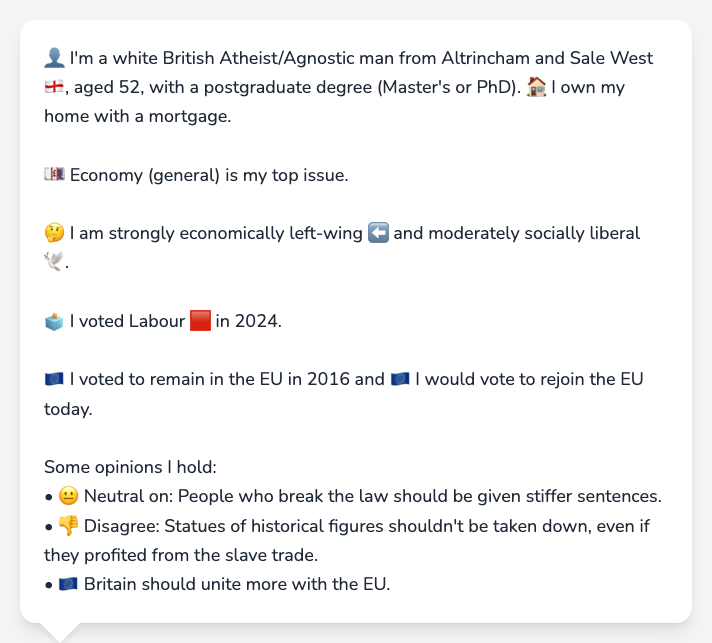 👤 I'm a white British Atheist/Agnostic man from Altrincham and Sale West
🏴󠁧󠁢󠁥󠁮󠁧󠁿, aged 52, with a postgraduate degree (Master's or PhD). 🏠 I own my
home with a mortgage.
💷 Economy (general) is my top issue.
🤔 I am strongly economically left-wing ⬅️ and moderately socially liberal
🕊️.
🗳️ I voted Labour 🟥 in 2024.
🇪🇺 I voted to remain in the EU in 2016 and 🇪🇺 I would vote to rejoin the EU
today.
Some opinions I hold:
• 😐 Neutral on: People who break the law should be given stiffer sentences.
• 👎 Disagree: Statues of historical figures shouldn't be taken down, even if
they profited from the slave trade.
• 🇪🇺 Britain should unite more with the EU.